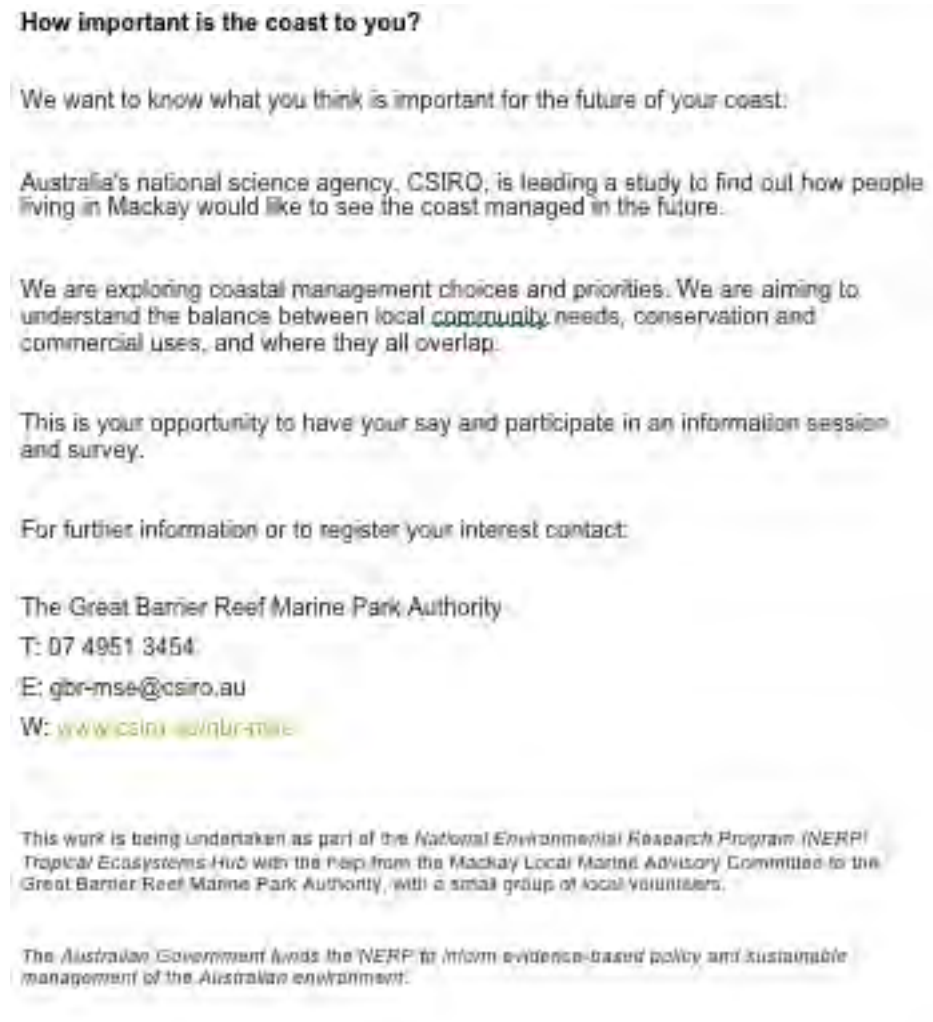 How important is the coast to you?
We want to know what you think is important for the future of your coast.
Australia's national science agency, CSIRO, is leading a study to find out how people
living in Mackay would like to see the coast managed in the future.
We are exploring coastal management choices and priorities. We are aiming to
understand the balance between local community needs, conservation and
commercial uses, and where they all overlap.
This is your opportunity to have your say and participate in an information session
and survey.
For further information or to register your interest contact:
The Great Barrier Reef Marine Park Authority
T: 07 4951 3454
E: gbr-mse@csiro.au
W: www.csiro.au/gbr-mse
This work is being undertaken as part of the National Environmental Research Program (NERP)
Tropical Ecosystems Hub with the help from the Mackay Local Marine Advisory Committee to the
Great Barrier Reef Marine Park Authority, with a small group of local volunteers.
The Australian Government funds the NERP to inform evidence-based policy and sustainable
management of the Australian environment.